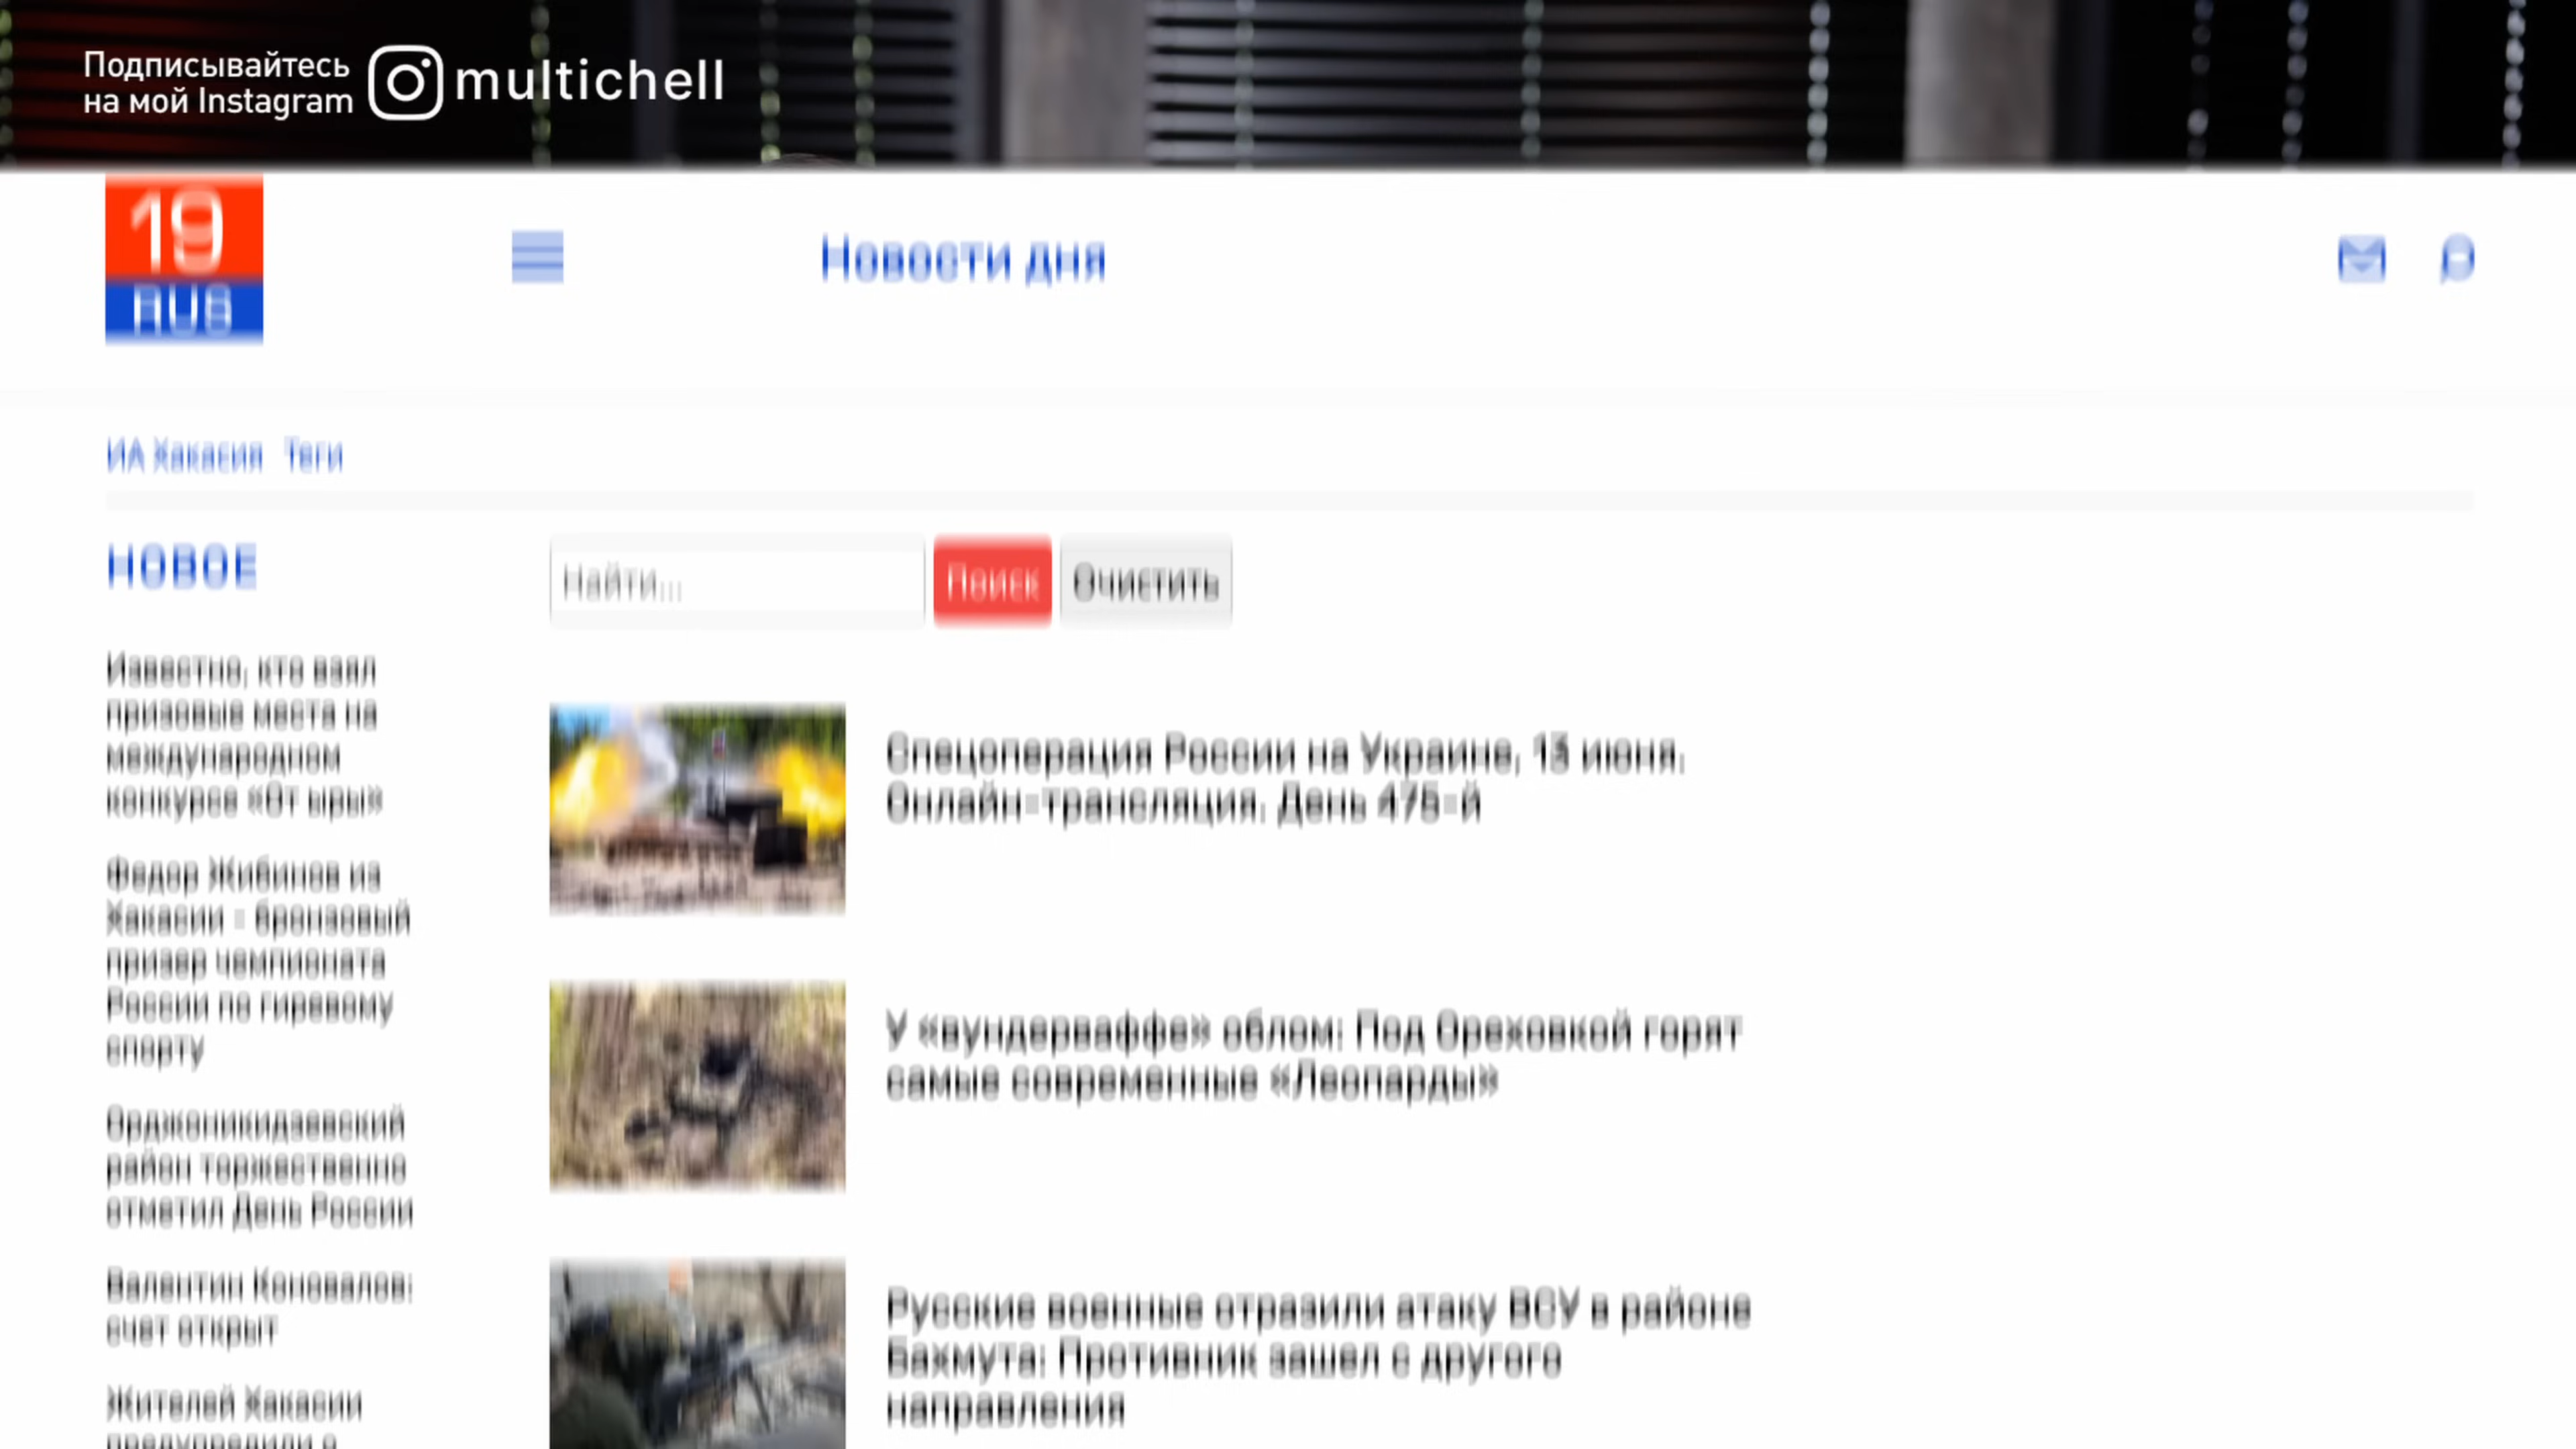 Подписывайтесь
на мой Instagram
multichell
19
RUS
Новости дня
ИА Хакасия Теги
НОВОЕ
Найти...
Поиск
Очистить
Известно, кто взял
призовые места на
международном
конкурсе «От ыры»
Федор Жибинов из
Хакасии - бронзовый
призер чемпионата
России по гиревому
спорту
Орджоникидзевский
район торжественно
отметил День России
Валентин Коновалов:
счет открыт
Жителей Хакасии
предупредили о
Спецоперация России на Украине, 13 июня.
Онлайн-трансляция. День 475-й
У «вундерваффе» облом: Под Ореховкой горят
самые современные «Леопарды»
Русские военные отразили атаку ВСУ в районе
Бахмута: Противник зашел с другого
направления